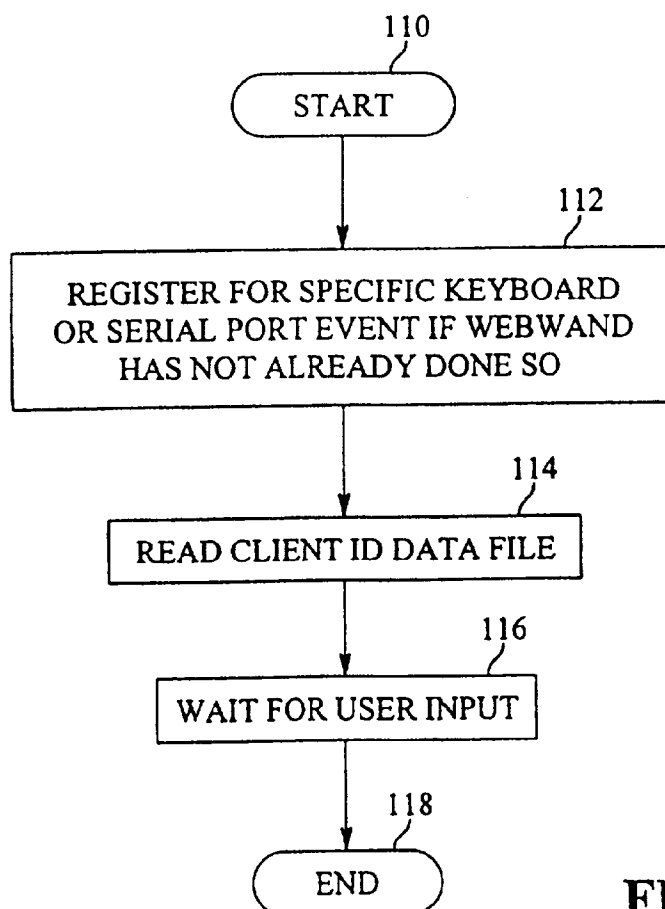 110
START
112
REGISTER FOR SPECIFIC KEYBOARD
OR SERIAL PORT EVENT IF WEBWAND
HAS NOT ALREADY DONE SO
114
READ CLIENT ID DATA FILE
116
WAIT FOR USER INPUT
118
END